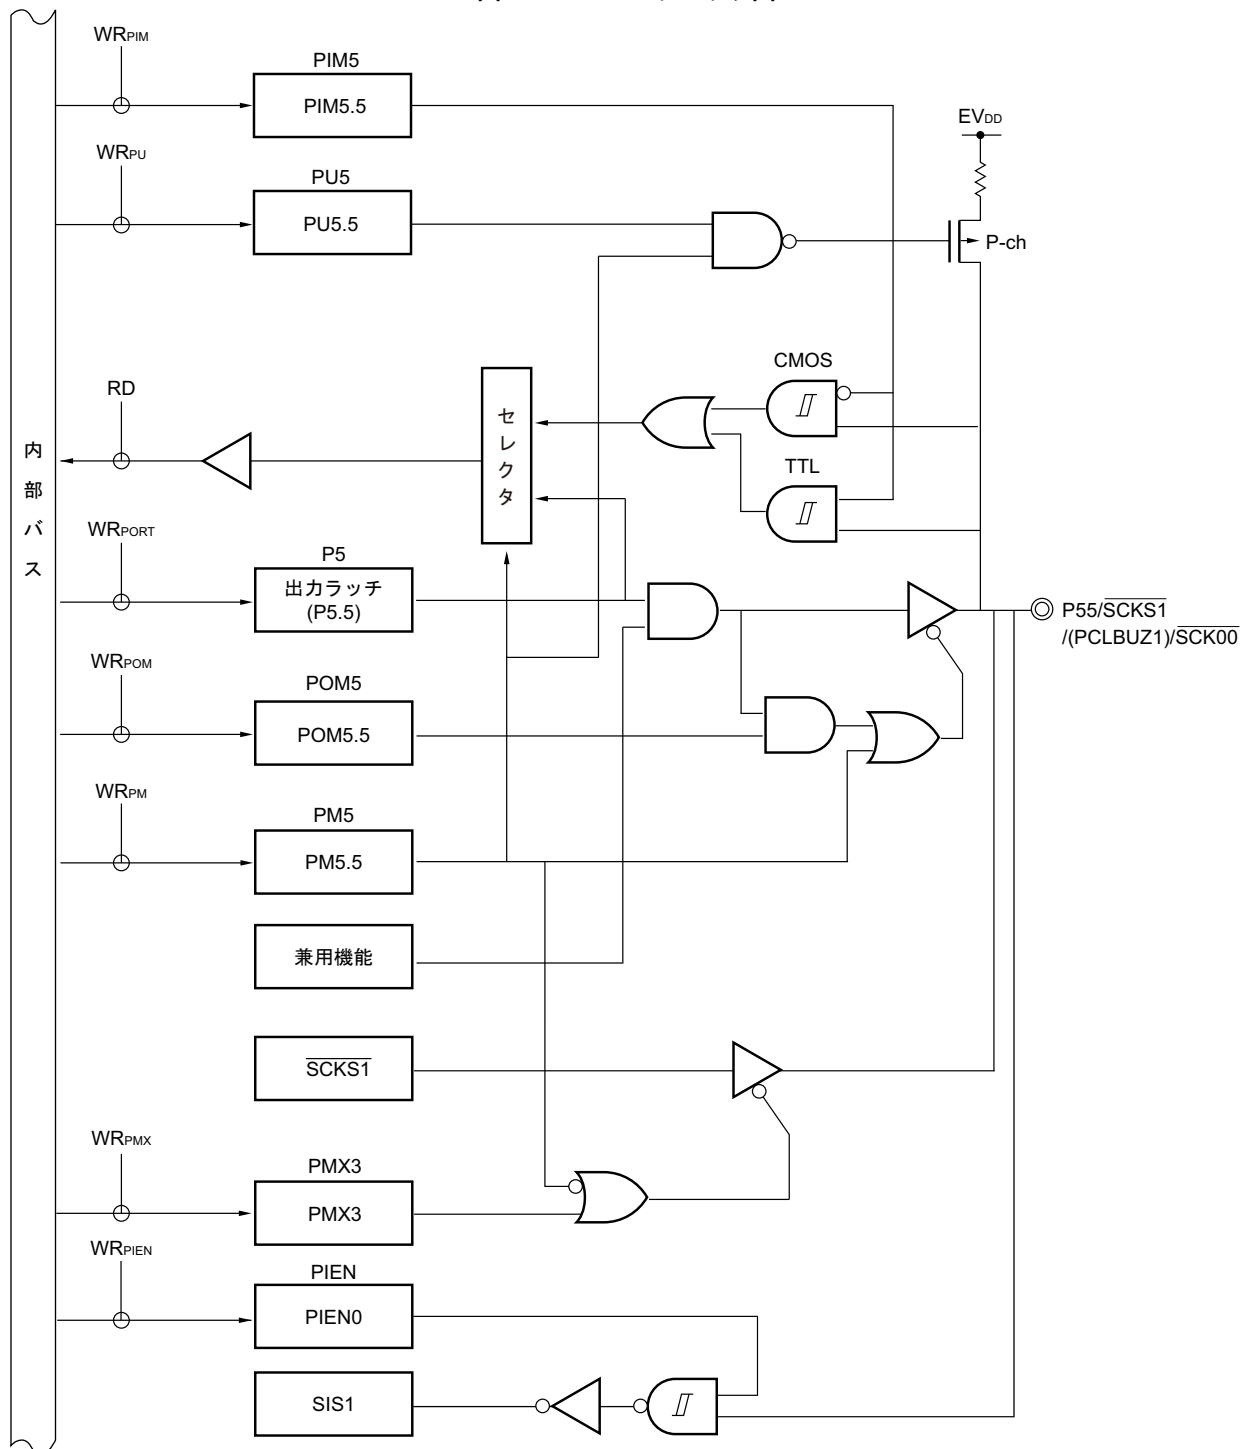 WRPIM
PIM5
PIM5.5
EVDD
WRPU
PU5
PU5.5
P-ch
CMOS
RD
セレクタ
TTL
内部バス
WRPORT
P5
出力ラッチ
(P5.5)
P55/SCKS1
/(PCLBUZ1)/SCK00
WRPOM
POM5
POM5.5
WRPM
PM5
PM5.5
兼用機能
SCKS1
WRPMX
PMX3
PMX3
WRPIEN
PIEN
PIEN0
SIS1